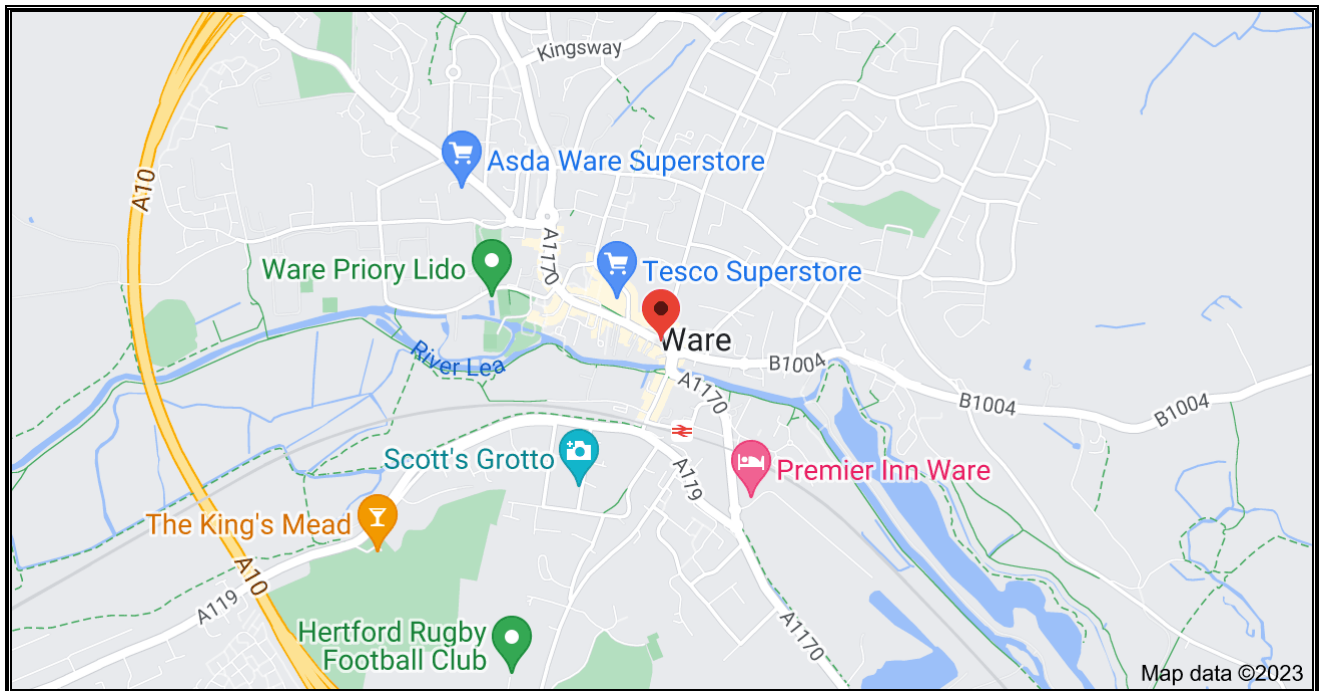 Kingsway
Asda Ware Superstore
A10
A1170
Ware Priory Lido
Tesco Superstore
Ware
River Lea
B1004
A1170
B1004
B1004
Scott's Grotto
A119
Premier Inn Ware
The King's Mead
A10
A119
Hertford Rugby
Football Club
A1170
Map data ©2023